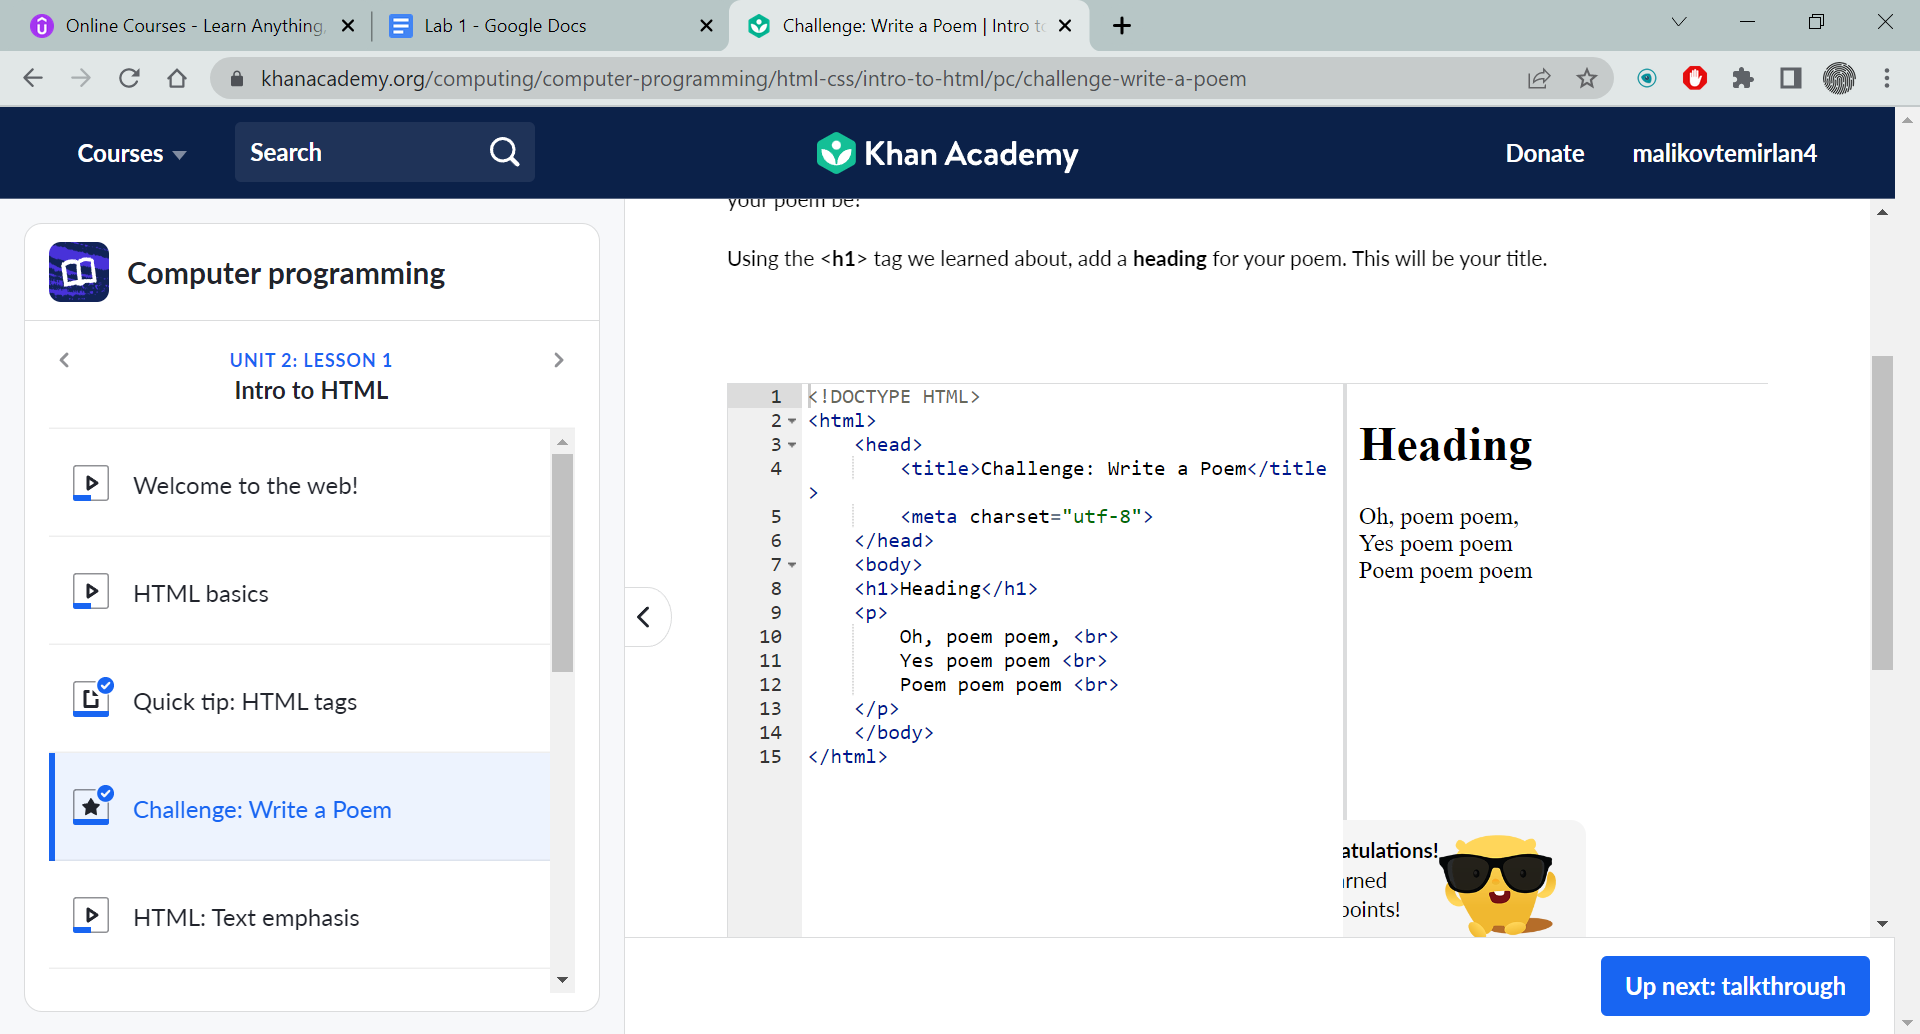 Online Courses - Learn Anything,
Lab 1 - Google Docs
Challenge: Write a Poem | Intro to
khanacademy.org/computing/computer-programming/html-css/intro-to-html/pc/challenge-write-a-poem
Courses
Search
Khan Academy
Donate
malikovtemirlan4
Computer programming
UNIT 2: LESSON 1
Intro to HTML
Welcome to the web!
HTML basics
Quick tip: HTML tags
Challenge: Write a Poem
HTML: Text emphasis
your poem be?
Using the <h1> tag we learned about, add a heading for your poem. This will be your title.
1 <!DOCTYPE HTML>
2 <html>
3 <head>
4 <title>Challenge: Write a Poem</title
>
5 <meta charset="utf-8">
6 </head>
7 <body>
8 <h1>Heading</h1>
9 <p>
10 Oh, poem poem, <br>
11 Yes poem poem <br>
12 Poem poem poem <br>
13 </p>
14 </body>
15 </html>
Heading
Oh, poem poem,
Yes poem poem
Poem poem poem
atulations!
rned
points!
Up next: talkthrough